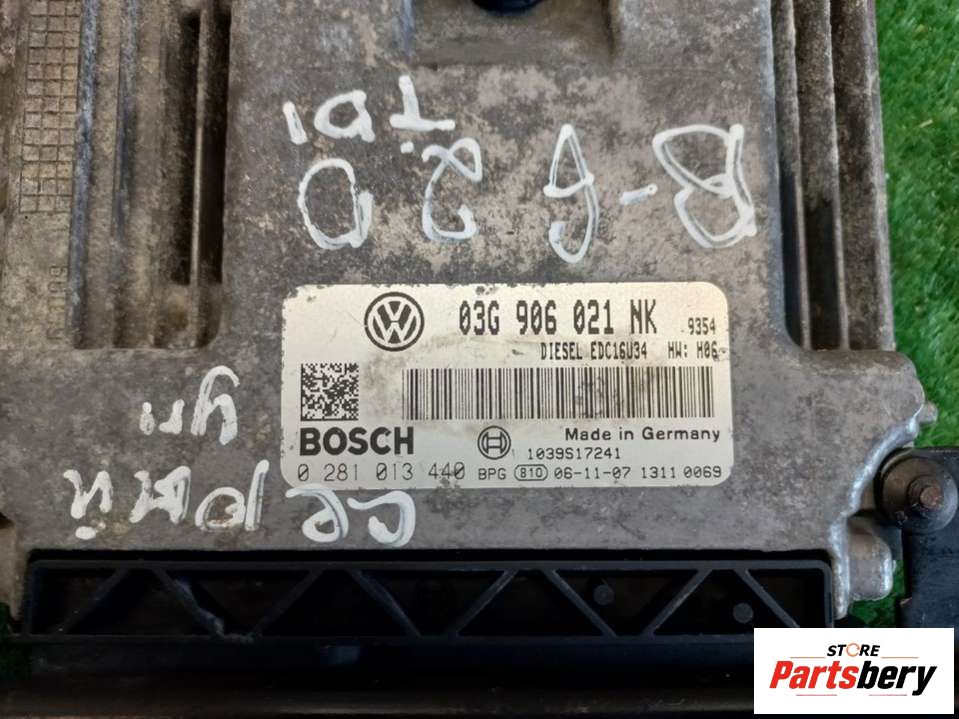 B-6 2.0
TDI
03G 906 021 NK 9354
DIESEL EDC16U34 HW: H06
BOSCH
Made in Germany
1039S17241
0 281 013 440 BPG 810 06-11-07 1311 0069
STORE
Partsbery